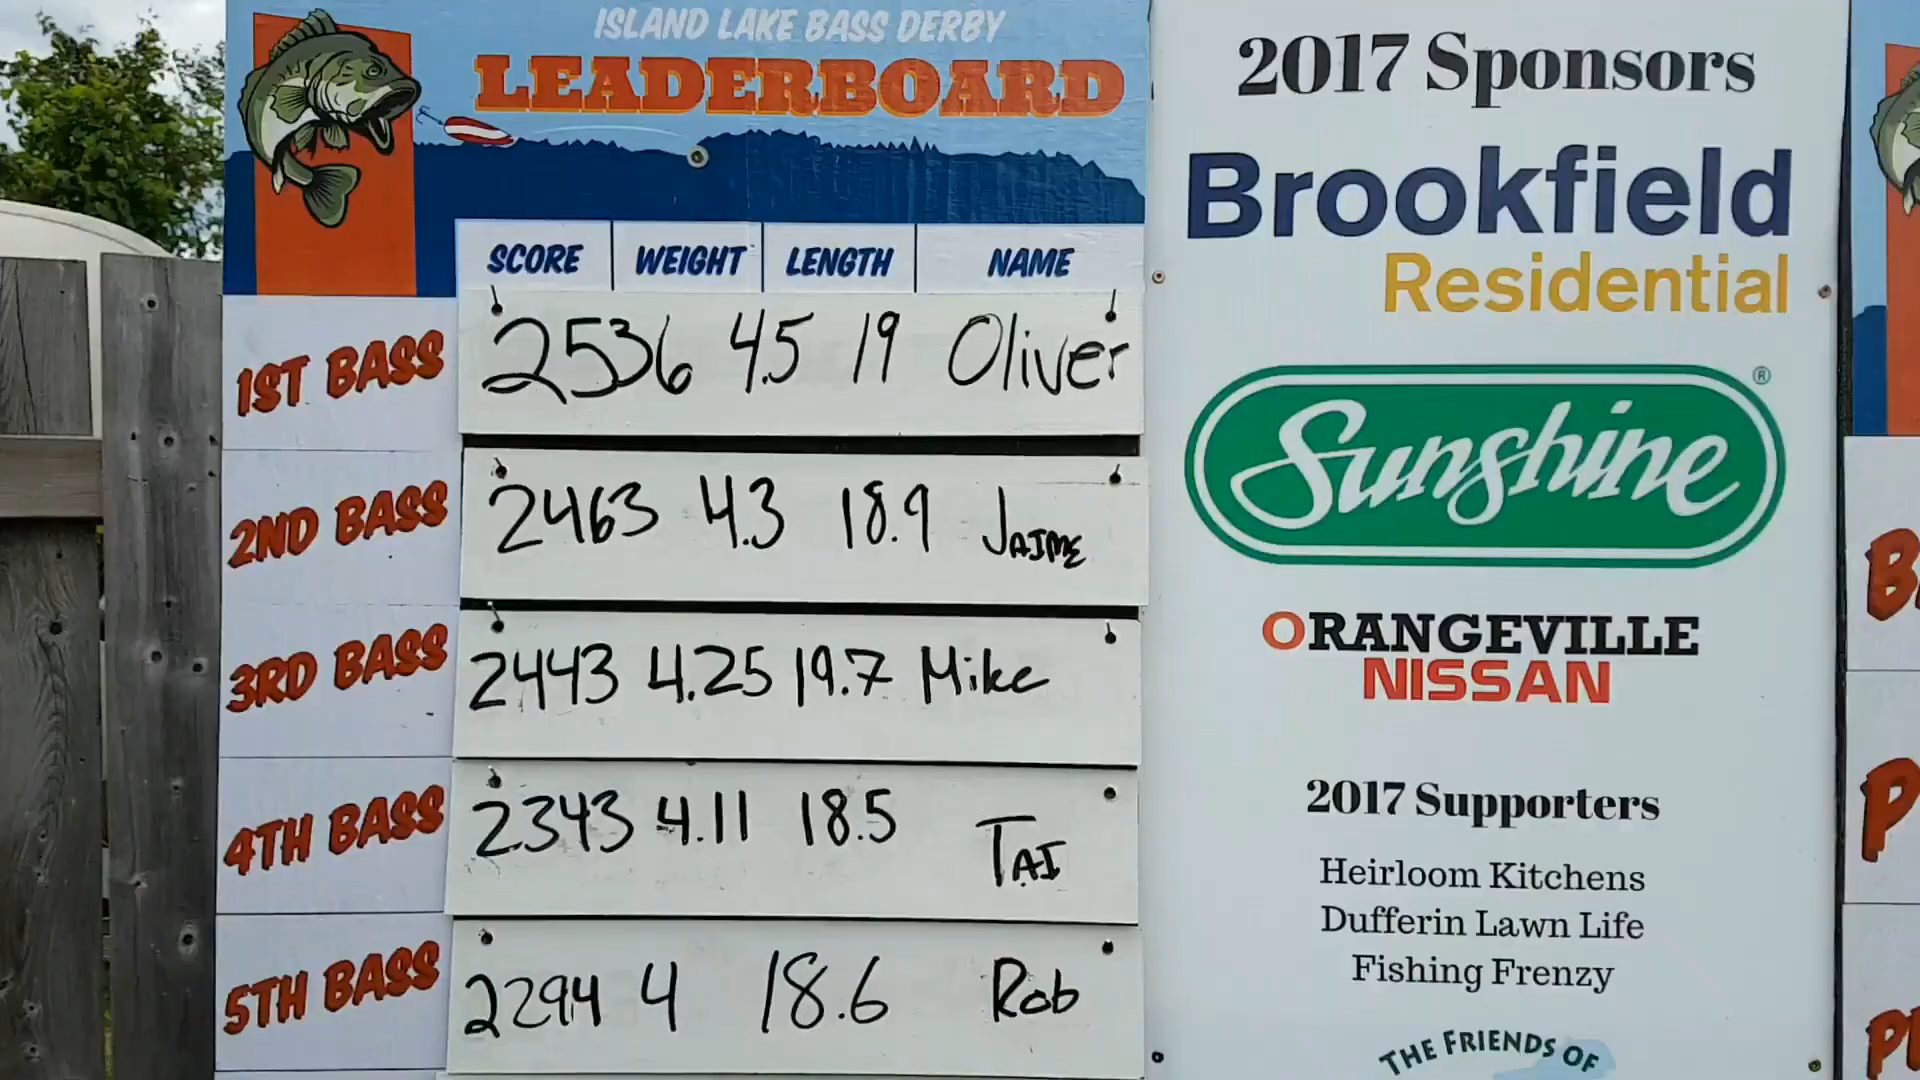 ISLAND LAKE BASS DERBY
LEADERBOARD
SCORE WEIGHT LENGTH NAME
1ST BASS 2536 4.5 19 Oliver
2ND BASS 2463 4.3 18.9 JAIME
3RD BASS 2443 4.25 19.7 Mike
4TH BASS 2343 4.11 18.5 TAI
5TH BASS 2294 4 18.6 Rob
2017 Sponsors
Brookfield
Residential
Sunshine ®
ORANGEVILLE
NISSAN
2017 Supporters
Heirloom Kitchens
Dufferin Lawn Life
Fishing Frenzy
THE FRIENDS OF